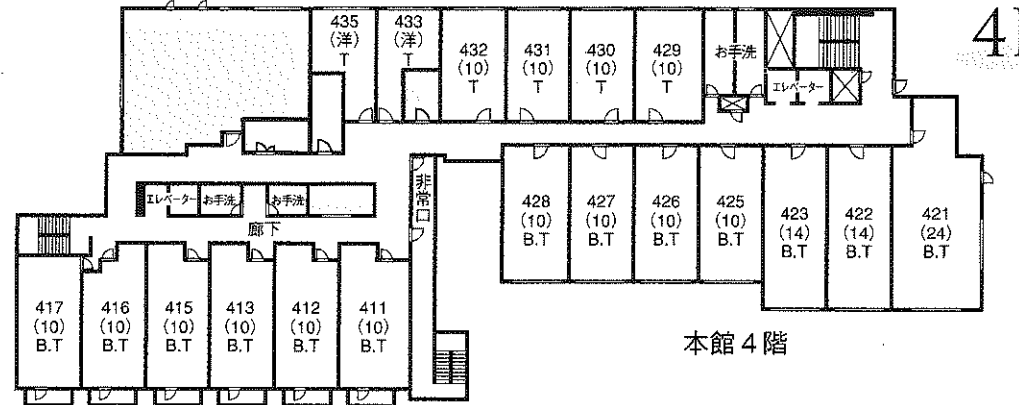 435
(洋)
T
433
(洋)
T
432
(10)
T
431
(10)
T
430
(10)
T
429
(10)
T
お手洗
エレベーター
4
428
(10)
B.T
427
(10)
B.T
426
(10)
B.T
425
(10)
B.T
423
(14)
B.T
422
(14)
B.T
421
(24)
B.T
エレベーター
お手洗
お手洗
廊下
非常口
417
(10)
B.T
416
(10)
B.T
415
(10)
B.T
413
(10)
B.T
412
(10)
B.T
411
(10)
B.T
本館4階